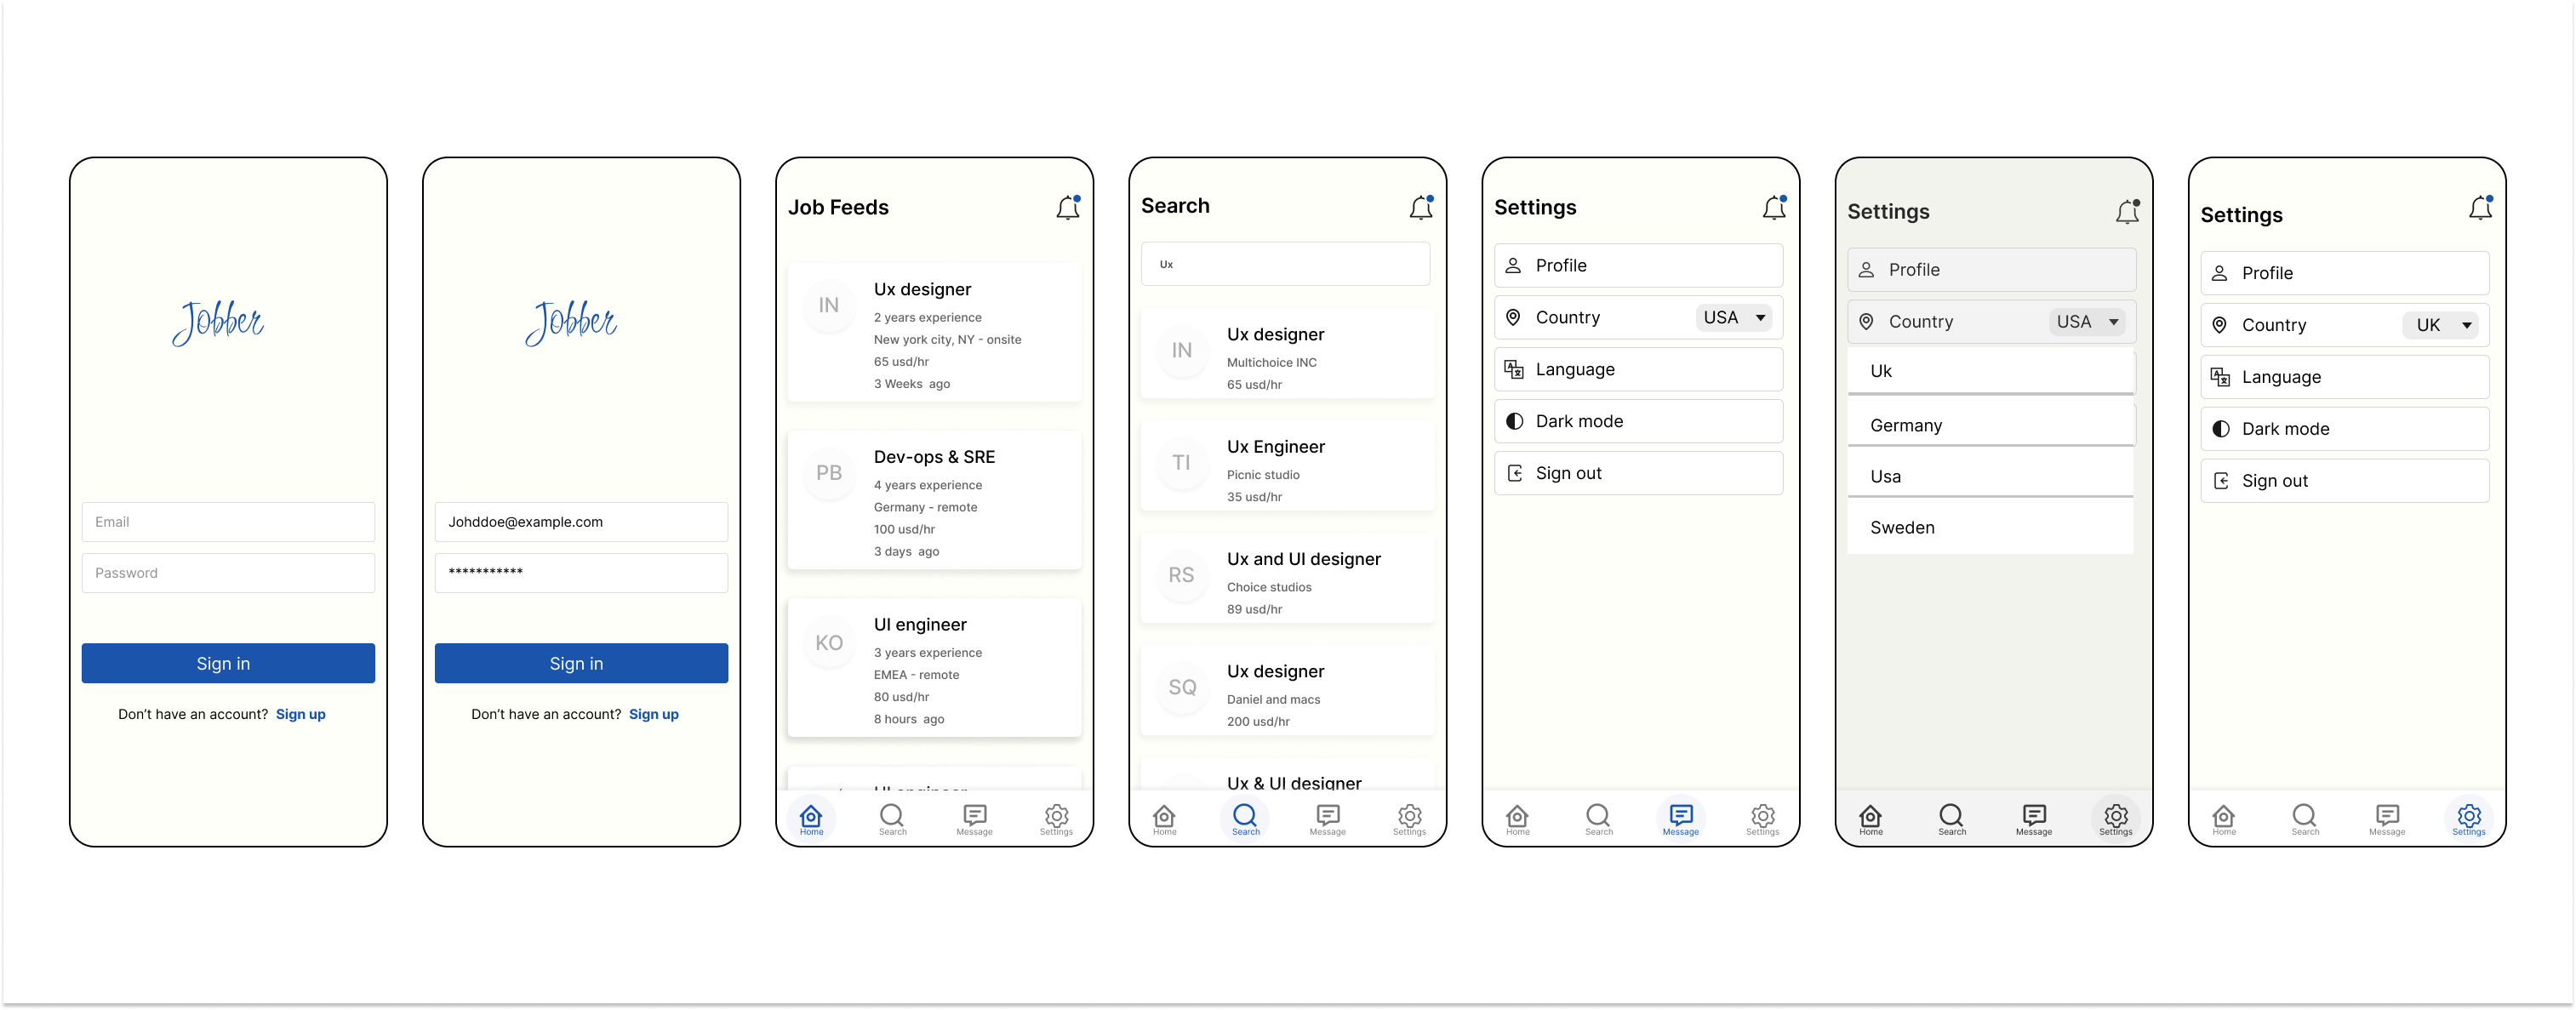 Jobber
Email
Password
Sign in
Don't have an account? Sign up
Jobber
Johddoe@example.com
***********
Sign in
Don't have an account? Sign up
Job Feeds
IN
Ux designer
2 years experience
New york city, NY - onsite
65 usd/hr
3 Weeks ago
PB
Dev-ops & SRE
4 years experience
Germany - remote
100 usd/hr
3 days ago
KO
UI engineer
3 years experience
EMEA - remote
80 usd/hr
8 hours ago
UI engineer
Home Search Message Settings
Search
Ux
IN
Ux designer
Multichoice INC
65 usd/hr
TI
Ux Engineer
Picnic studio
35 usd/hr
RS
Ux and UI designer
Choice studios
89 usd/hr
SQ
Ux designer
Daniel and macs
200 usd/hr
Ux & UI designer
Home Search Message Settings
Settings
Profile
Country USA
Language
Dark mode
Sign out
Home Search Message Settings
Settings
Profile
Country USA
Uk
Germany
Usa
Sweden
Home Search Message Settings
Settings
Profile
Country UK
Language
Dark mode
Sign out
Home Search Message Settings